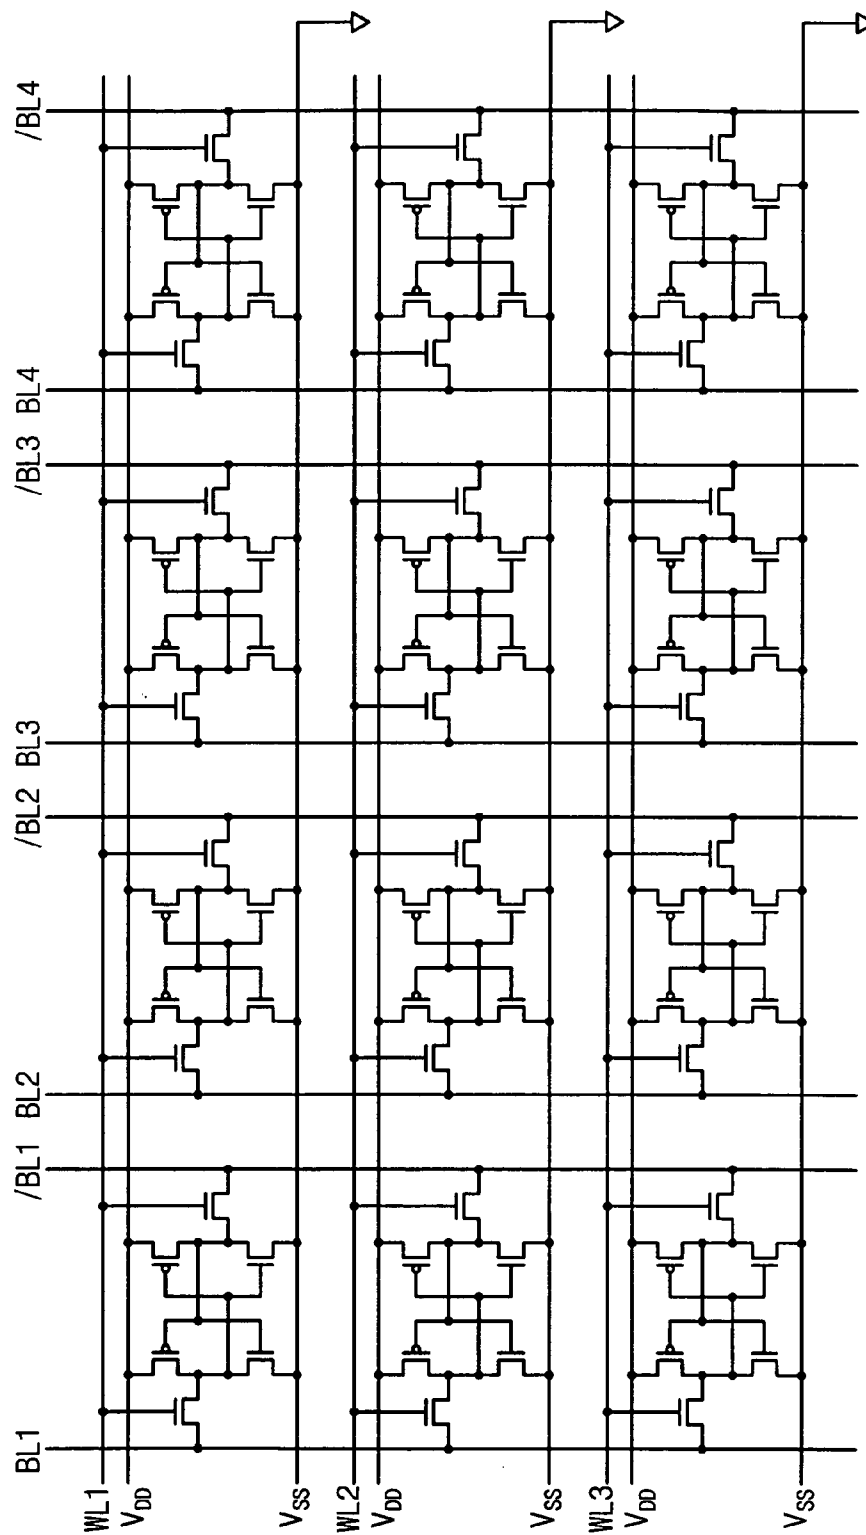 BL1 /BL1 BL2 /BL2 BL3 /BL3 BL4 /BL4
WL1
VDD
VSS
WL2
VDD
VSS
WL3
VDD
VSS